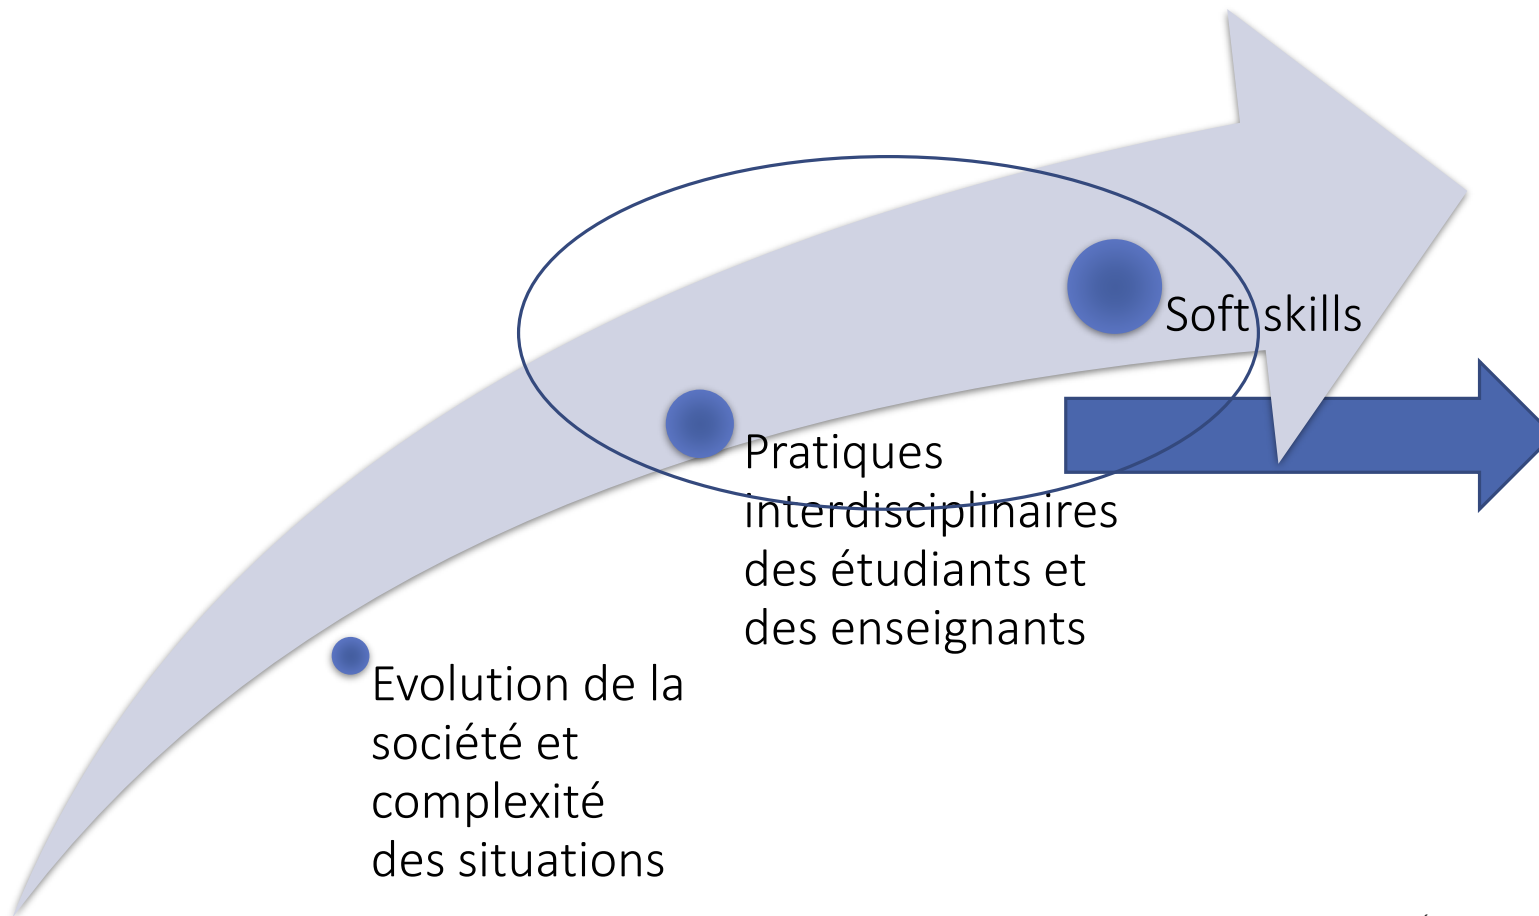 Soft skills
Pratiques
interdisciplinaires
des étudiants et
des enseignants
Evolution de la
société et
complexité
des situations